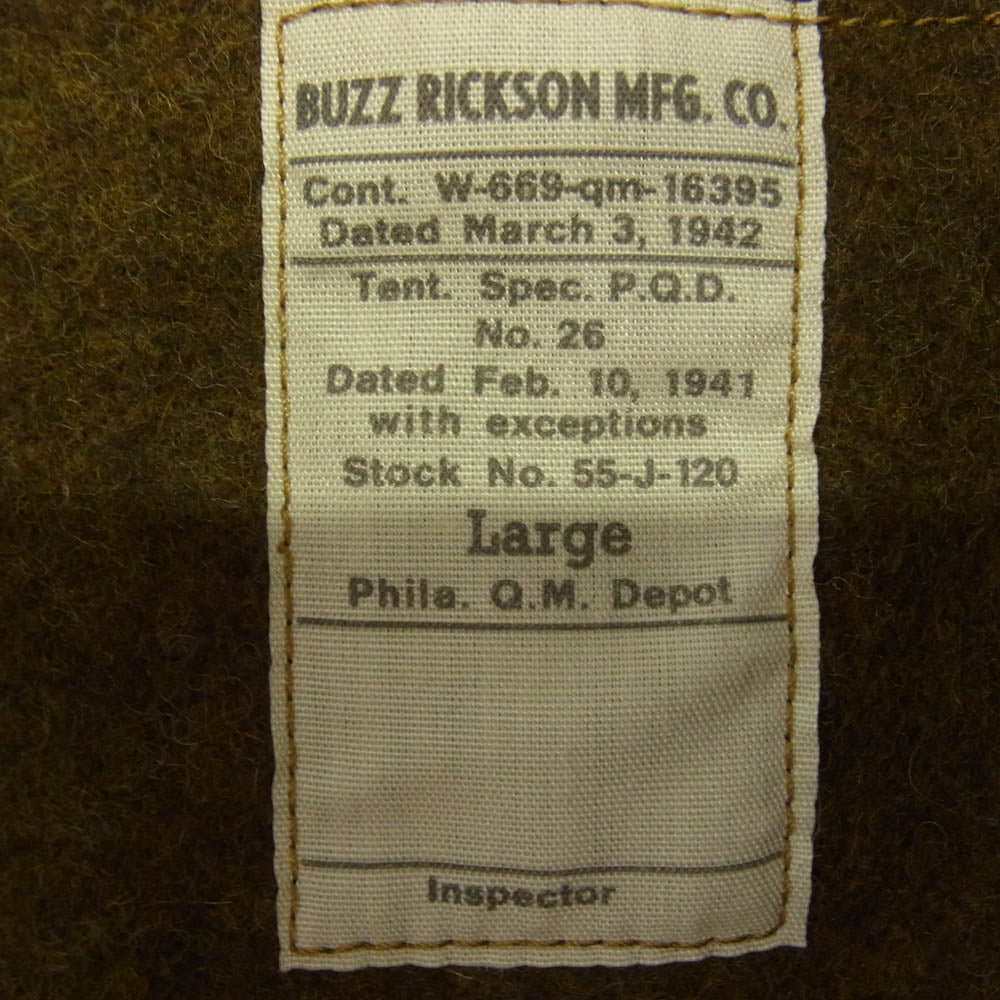 BUZZ RICKSON MFG. CO.
Cont. W-669-qm-16395
Dated March 3, 1942
Tent. Spec. P.Q.D.
No. 26
Dated Feb. 10, 1941
with exceptions
Stock No. 55-J-120
Large
Phila. Q.M. Depot
Inspector